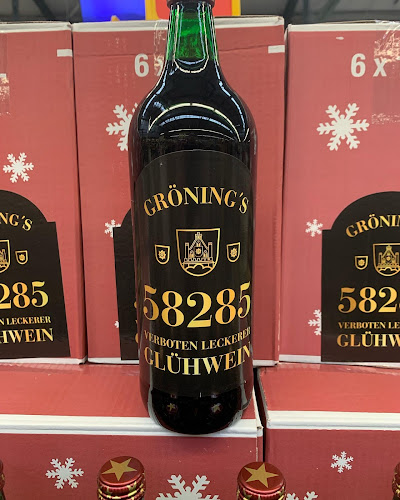 6 x
6 x
GRÖNING´S
58285
VERBOTEN LECKERER
GLÜHWEIN
GRÖNING´S
58285
VERBOTEN LECKERER
GLÜHWEIN